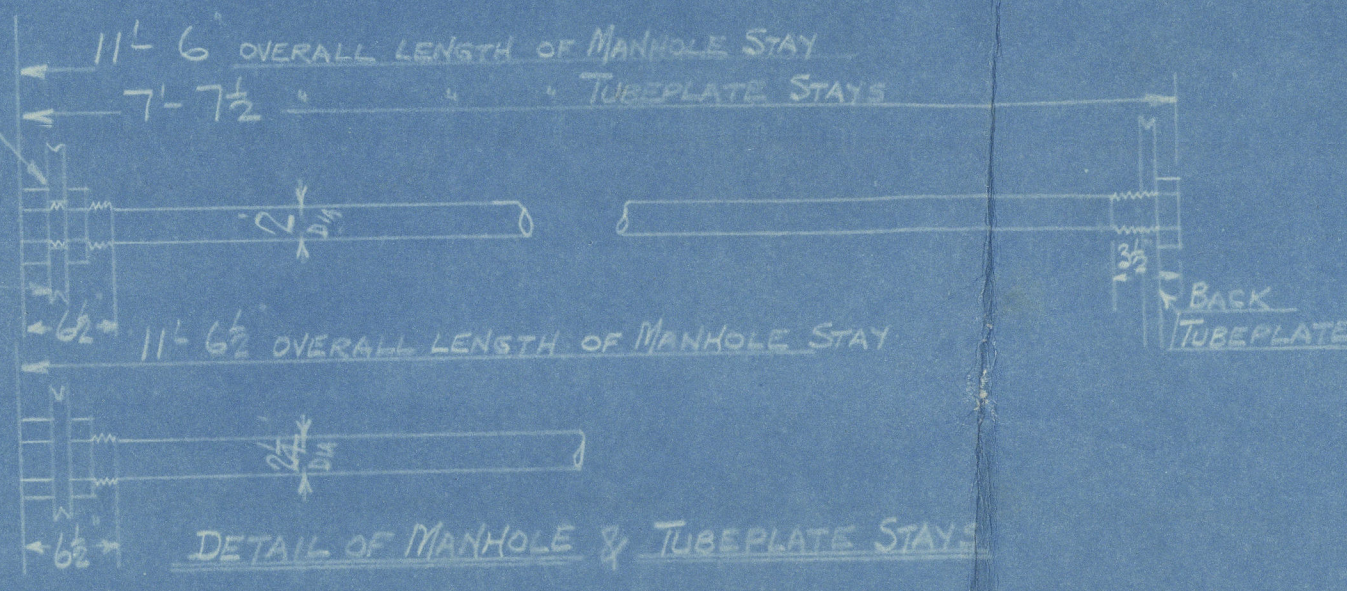 11'- 6" OVERALL LENGTH OF MANHOLE STAY
7'- 7½ " " " TUBEPLATE STAYS
2" DIA
3½"
6½"
BACK
TUBEPLATE
11'- 6½" OVERALL LENGTH OF MANHOLE STAY
2¼" DIA
6½"
DETAIL OF MANHOLE & TUBEPLATE STAYS